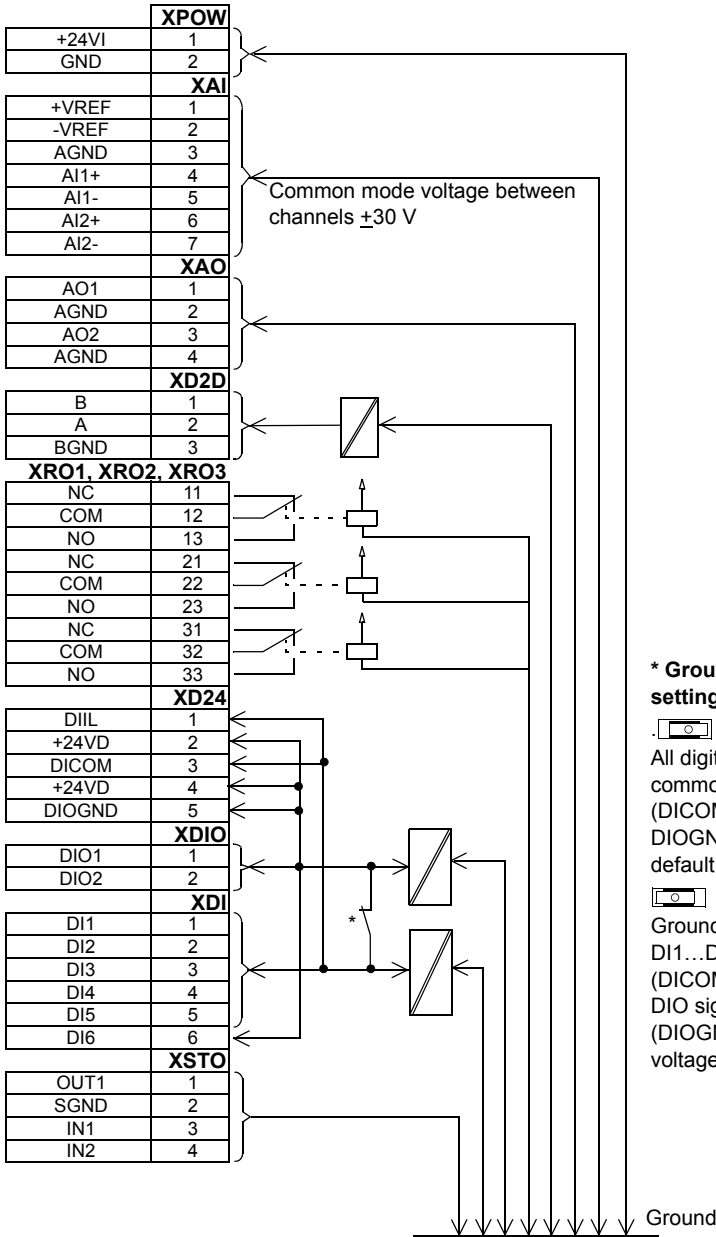 XPOW
+24VI 1
GND 2
XAI
+VREF 1
-VREF 2
AGND 3
AI1+ 4
AI1- 5
AI2+ 6
AI2- 7
Common mode voltage between
channels ±30 V
XAO
AO1 1
AGND 2
AO2 3
AGND 4
XD2D
B 1
A 2
BGND 3
XRO1, XRO2, XRO3
NC 11
COM 12
NO 13
NC 21
COM 22
NO 23
NC 31
COM 32
NO 33
XD24
DIIL 1
+24VD 2
DICOM 3
+24VD 4
DIOGND 5
XDIO
DIO1 1
DIO2 2
XDI
DI1 1
DI2 2
DI3 3
DI4 4
DI5 5
DI6 6
*
XSTO
OUT1 1
SGND 2
IN1 3
IN2 4
* Grou
setting
.
All digit
commo
(DICOM
DIOGN
default
Ground
DI1…D
(DICOM
DIO sig
(DIOGN
voltage
Ground